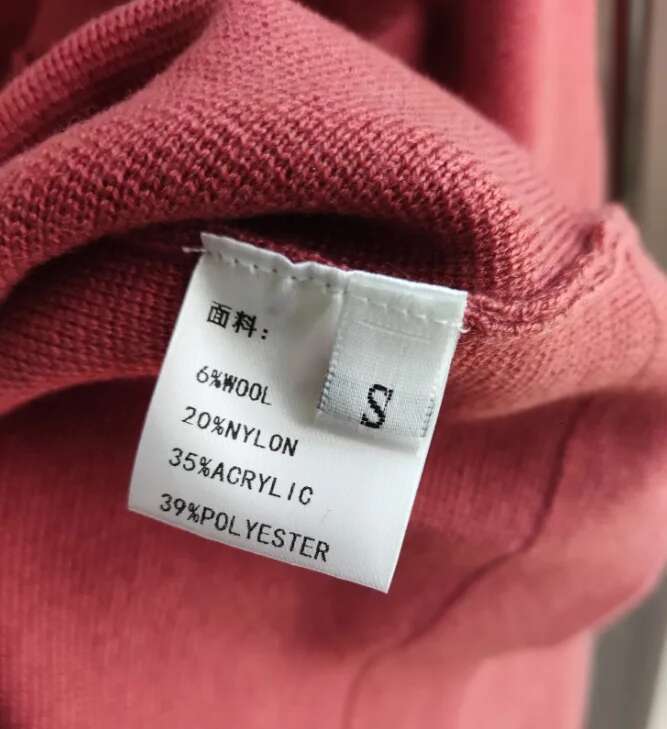 面料:
6%WOOL
20%NYLON
35%ACRYLIC
39%POLYESTER
S